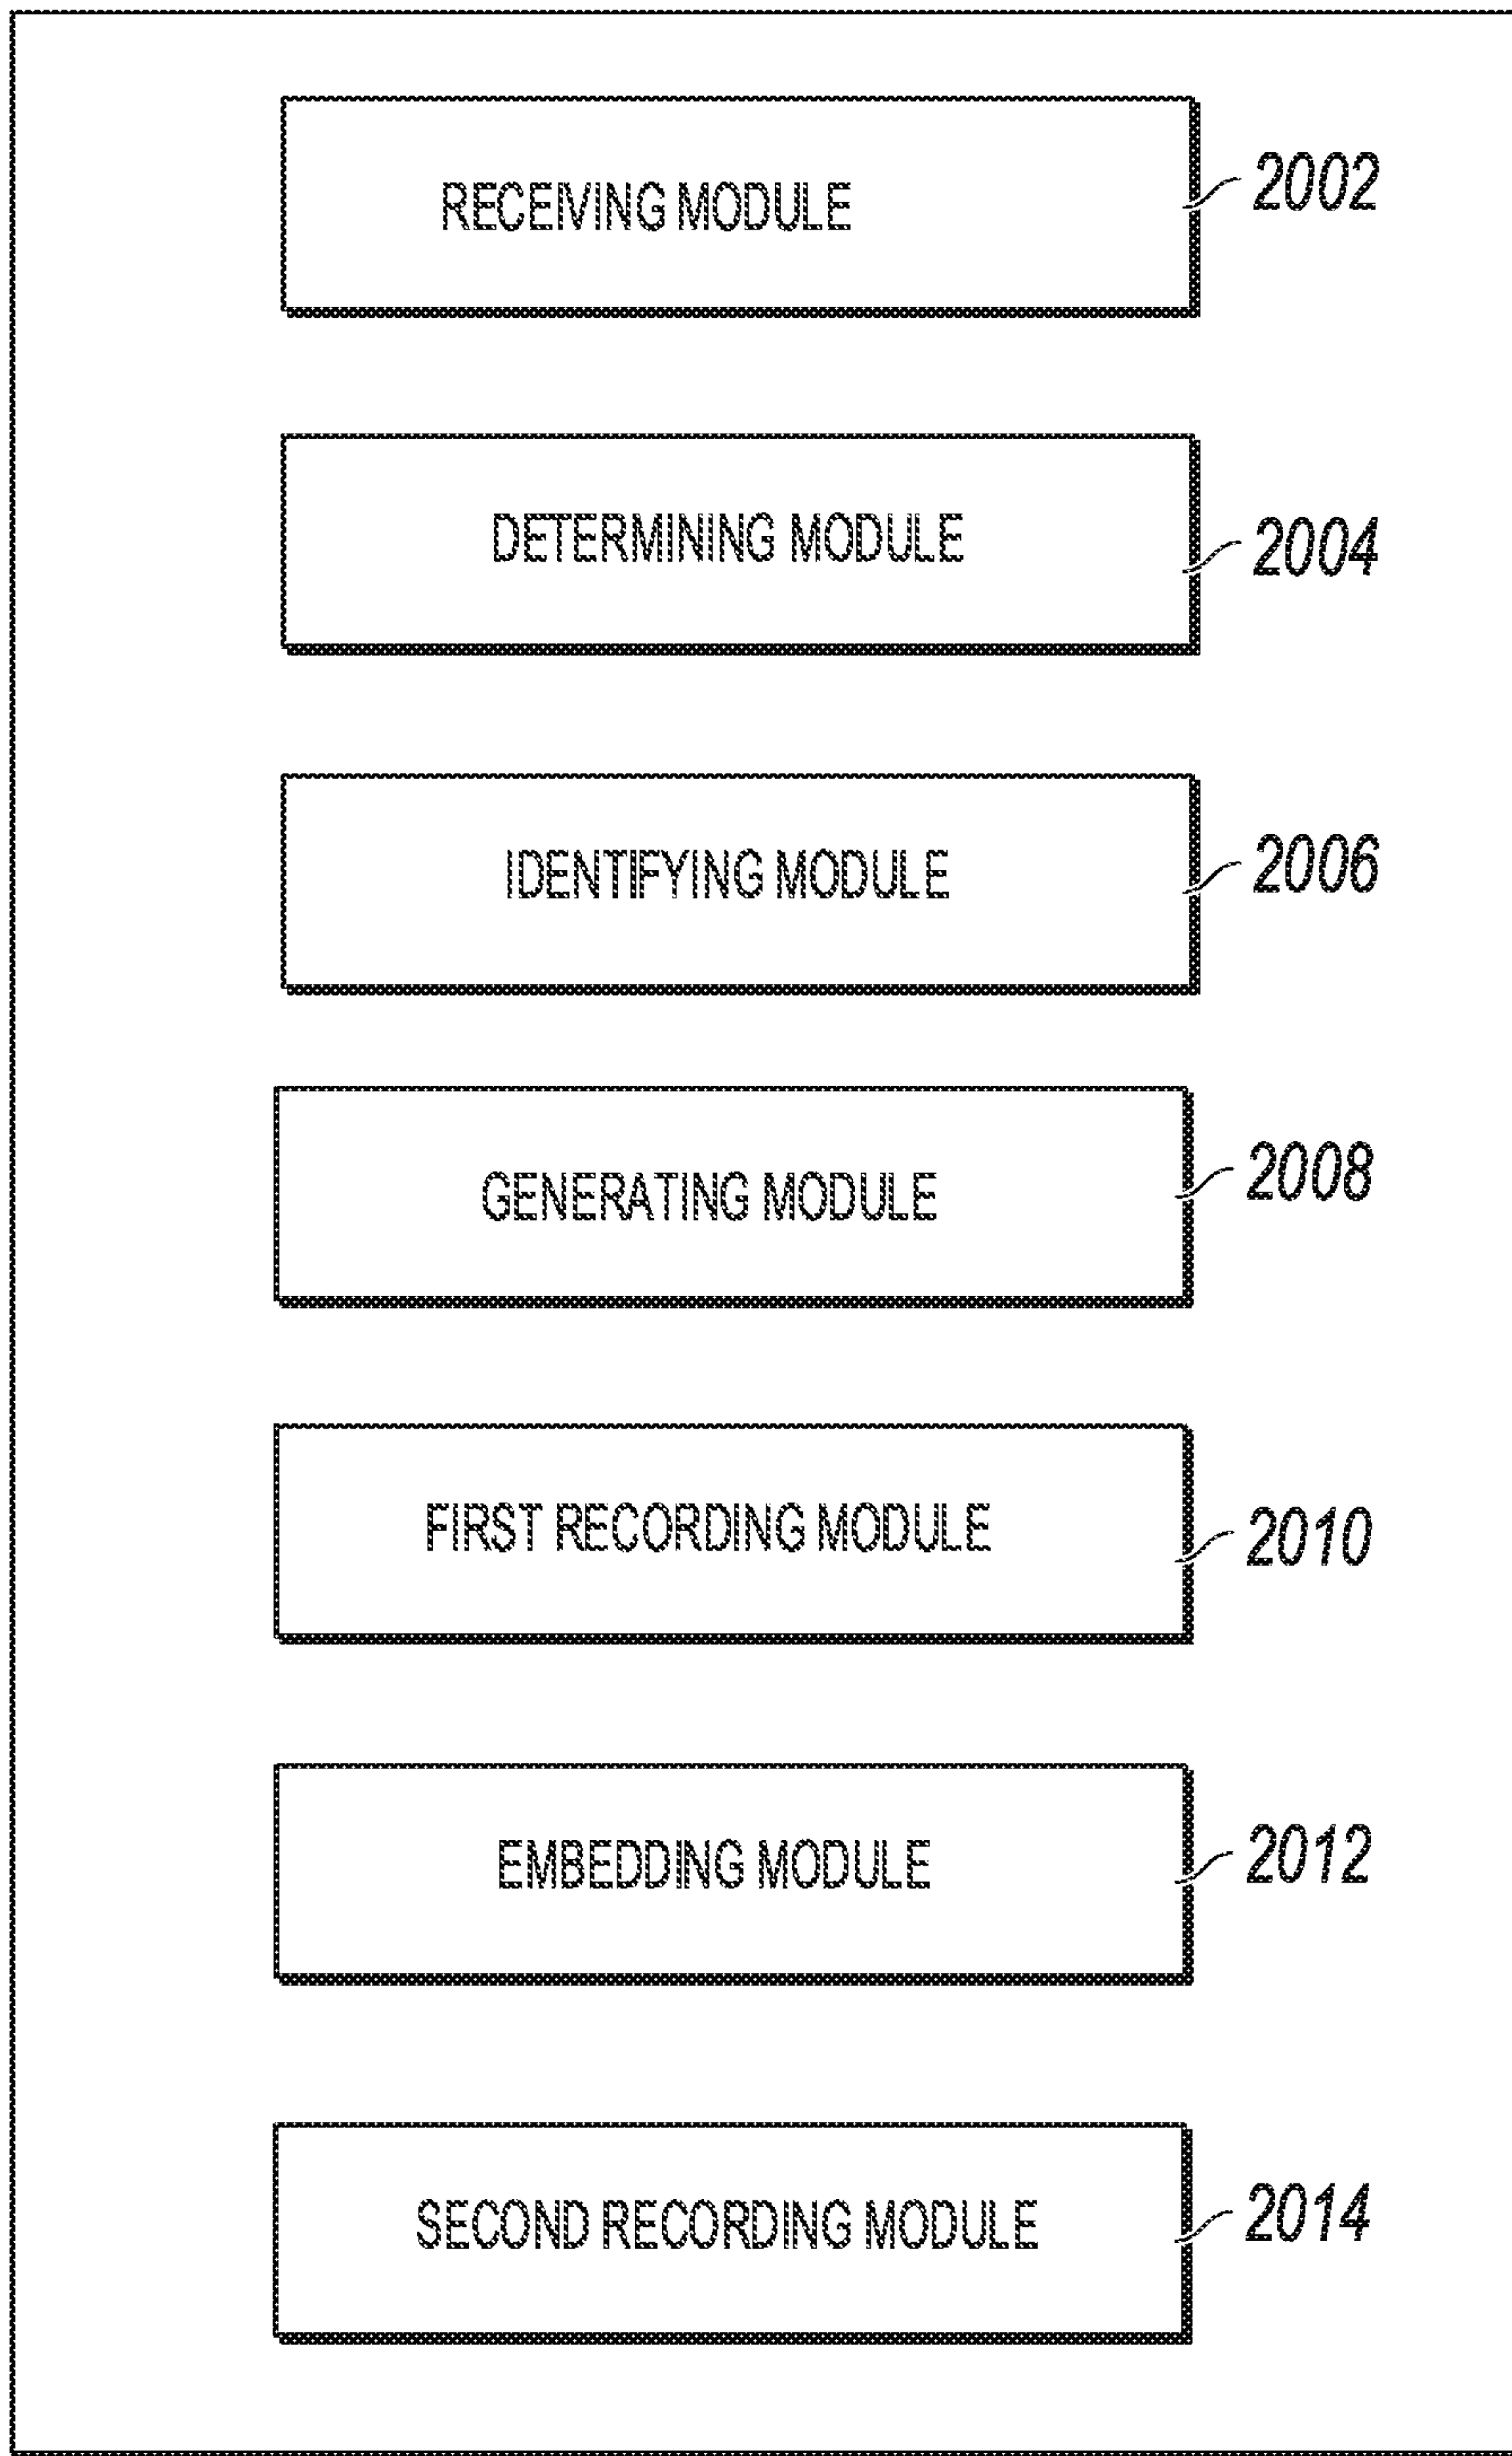 RECEIVING MODULE 2002
DETERMINING MODULE 2004
IDENTIFYING MODULE 2006
GENERATING MODULE 2008
FIRST RECORDING MODULE 2010
EMBEDDING MODULE 2012
SECOND RECORDING MODULE 2014